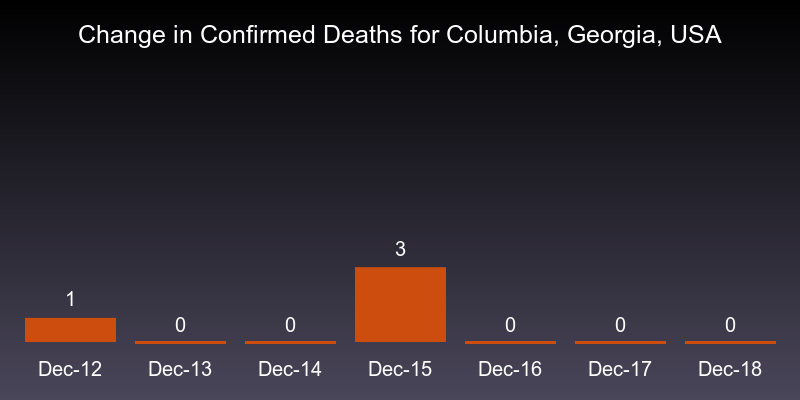 Change in Confirmed Deaths for Columbia, Georgia, USA
3
1
0 0 0 0 0
Dec-12 Dec-13 Dec-14 Dec-15 Dec-16 Dec-17 Dec-18